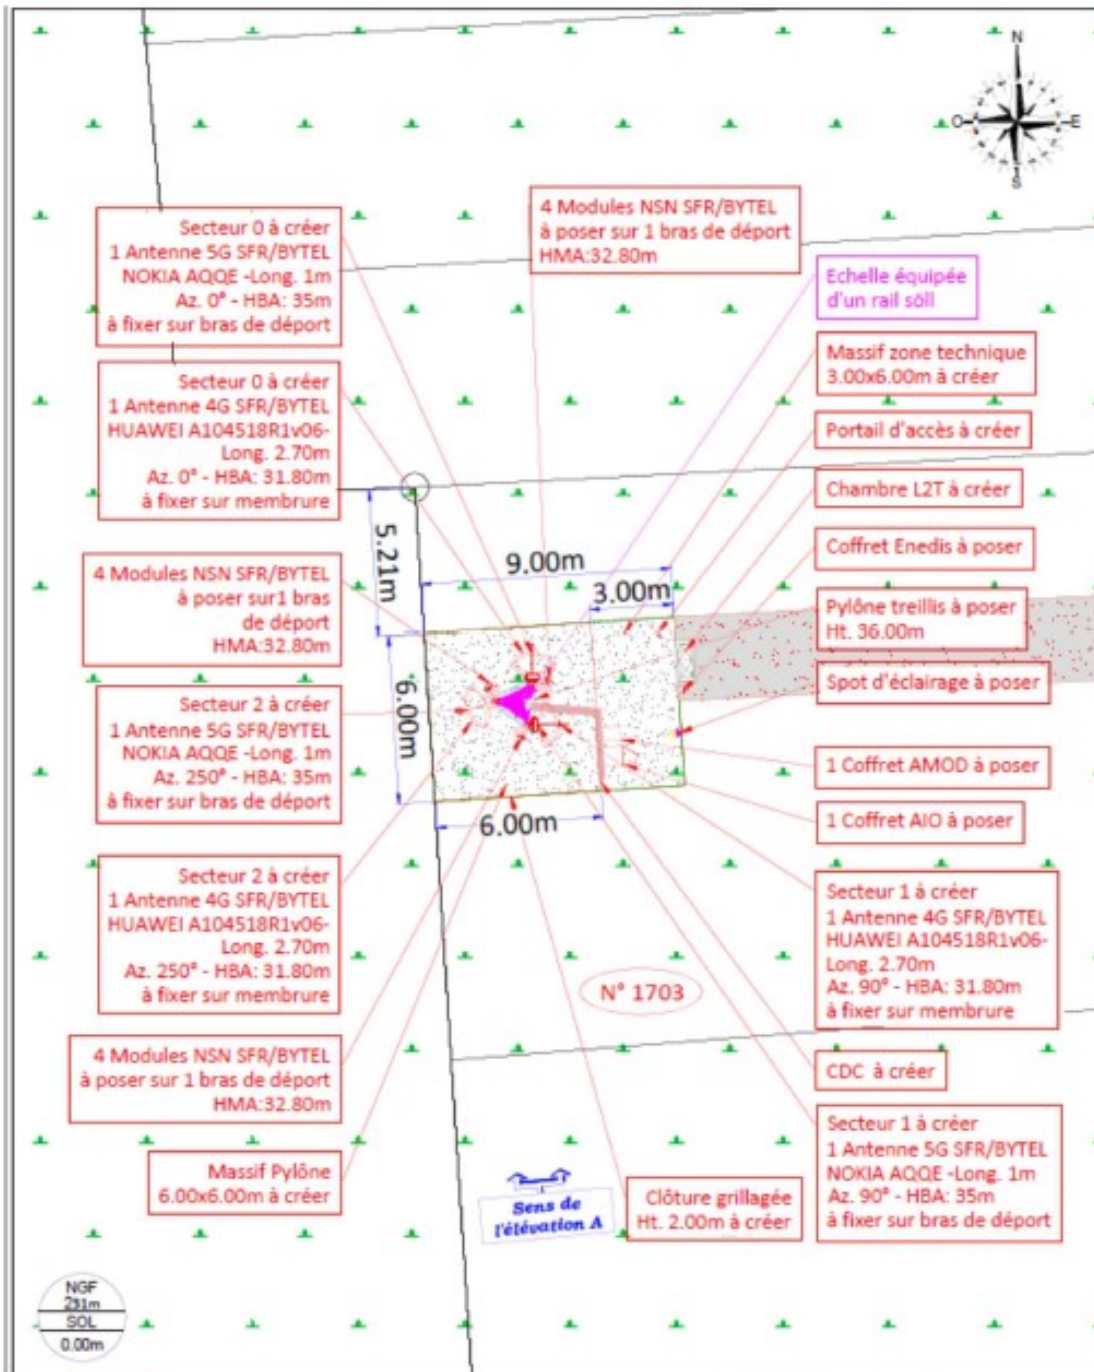 N
O
E
S
Secteur 0 à créer
1 Antenne 5G SFR/BYTEL
NOKIA AQQE -Long. 1m
Az. 0° - HBA: 35m
à fixer sur bras de déport
4 Modules NSN SFR/BYTEL
à poser sur 1 bras de déport
HMA:32.80m
Echelle équipée
d'un rail söll
Massif zone technique
3.00x6.00m à créer
Secteur 0 à créer
1 Antenne 4G SFR/BYTEL
HUAWEI A104518R1v06-
Long. 2.70m
Az. 0° - HBA: 31.80m
à fixer sur membrure
Portail d'accès à créer
Chambre L2T à créer
Coffret Enedis à poser
Pylône treillis à poser
Ht. 36.00m
Spot d'éclairage à poser
1 Coffret AMOD à poser
1 Coffret AIO à poser
5.21m
9.00m
3.00m
6.00m
6.00m
4 Modules NSN SFR/BYTEL
à poser sur1 bras
de déport
HMA:32.80m
Secteur 2 à créer
1 Antenne 5G SFR/BYTEL
NOKIA AQQE -Long. 1m
Az. 250° - HBA: 35m
à fixer sur bras de déport
Secteur 2 à créer
1 Antenne 4G SFR/BYTEL
HUAWEI A104518R1v06-
Long. 2.70m
Az. 250° - HBA: 31.80m
à fixer sur membrure
Secteur 1 à créer
1 Antenne 4G SFR/BYTEL
HUAWEI A104518R1v06-
Long. 2.70m
Az. 90° - HBA: 31.80m
à fixer sur membrure
N° 1703
4 Modules NSN SFR/BYTEL
à poser sur 1 bras de déport
HMA:32.80m
CDC à créer
Massif Pylône
6.00x6.00m à créer
Sens de
l'élévation A
Clôture grillagée
Ht. 2.00m à créer
Secteur 1 à créer
1 Antenne 5G SFR/BYTEL
NOKIA AQQE -Long. 1m
Az. 90° - HBA: 35m
à fixer sur bras de déport
NGF
231m
SOL
0.00m